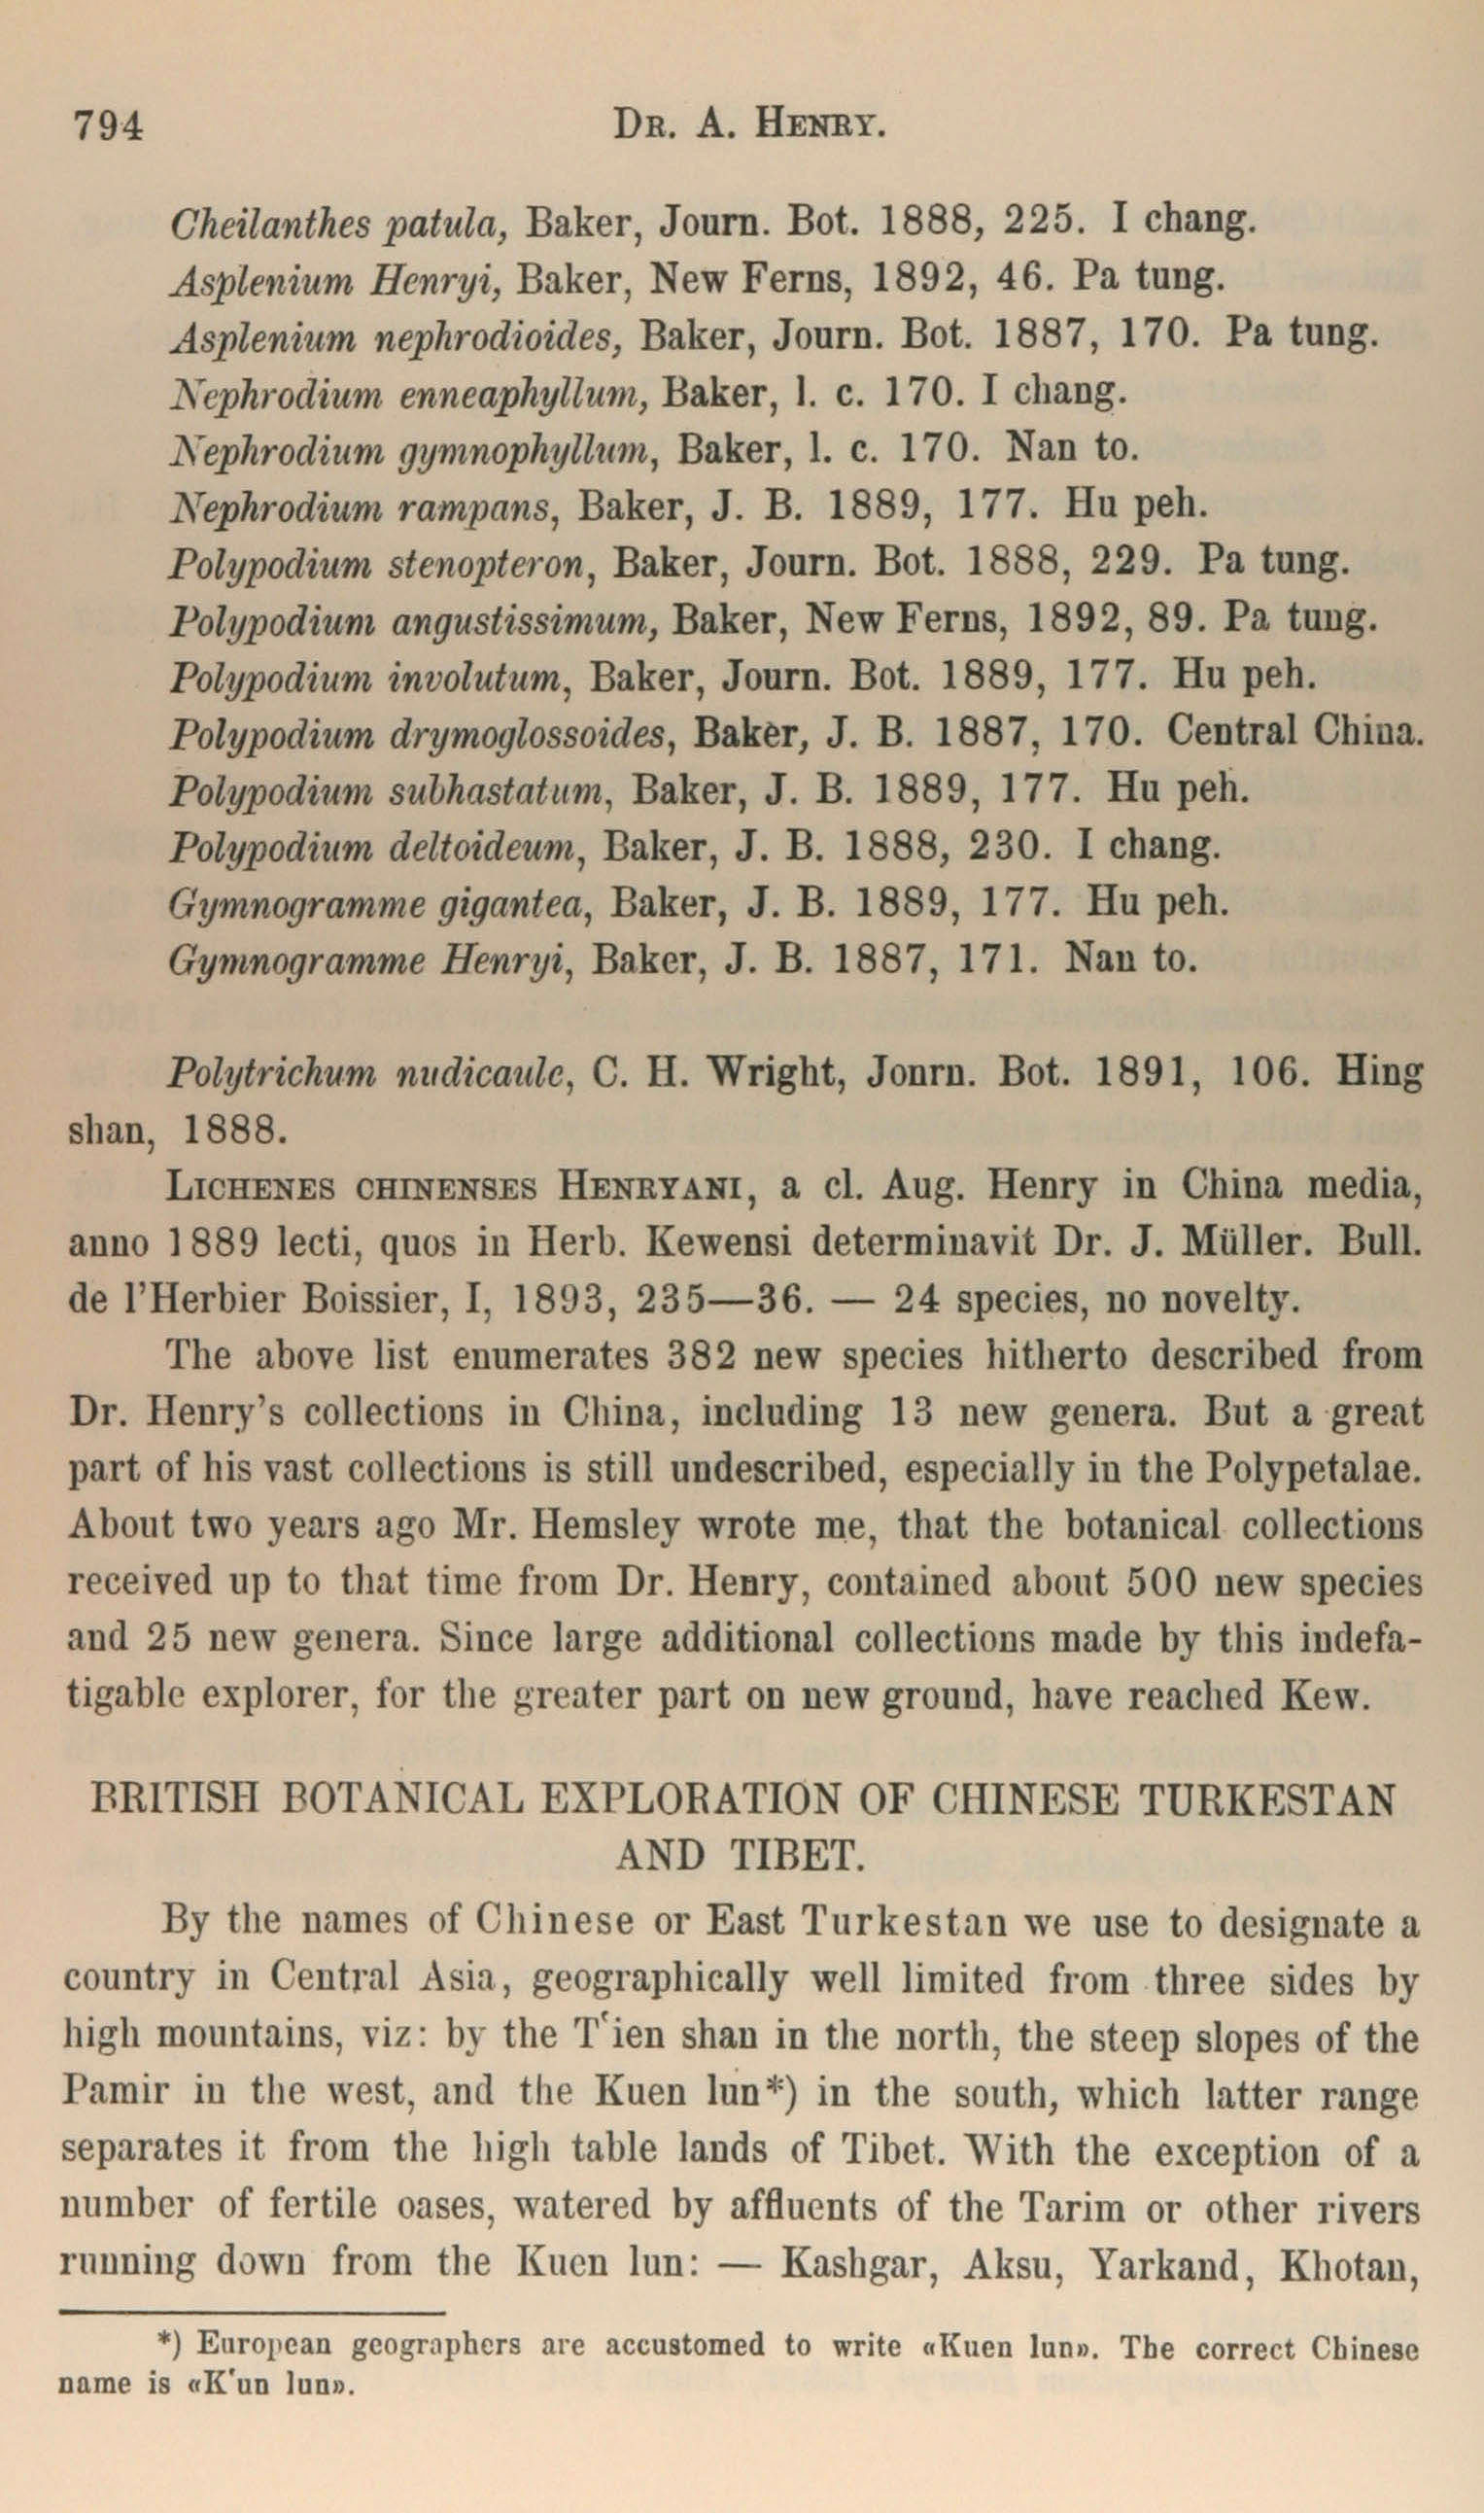 794
DR. A. HENRY.
Cheilanthes patula, Baker, Journ. Bot. 1888, 225. I chang.
Asplenium Henryi, Baker, New Ferns, 1892, 46. Pa tung.
Asplenium nephrodioides, Baker, Journ. Bot. 1887, 170. Pa tung.
Nephrodium enneaphyllum, Baker, l. c. 170. I chang.
Nephrodium gymnophyllum, Baker, l. c. 170. Nan to.
Nephrodium rampans, Baker, J. B. 1889, 177. Hu peh.
Polypodium stenopteron, Baker, Journ. Bot. 1888, 229. Pa tung.
Polypodium angustissimum, Baker, New Ferns, 1892, 89. Pa tung.
Polypodium involutum, Baker, Journ. Bot. 1889, 177. Hu peh.
Polypodium drymoglossoides, Baker, J. B. 1887, 170. Central China.
Polypodium subhastatum, Baker, J. B. 1889, 177. Hu peh.
Polypodium deltoideum, Baker, J. B. 1888, 230. I chang.
Gymnogramme gigantea, Baker, J. B. 1889, 177. Hu peh.
Gymnogramme Henryi, Baker, J. B. 1887, 171. Nan to.
Polytrichum nudicaule, C. H. Wright, Jonrn. Bot. 1891, 106. Hing
shan, 1888.
LICHENES CHINENSES HENRYANI, a cl. Aug. Henry in China media,
anno 1889 lecti, quos in Herb. Kewensi determinavit Dr. J. Müller. Bull.
de l'Herbier Boissier, I, 1893, 235—36. — 24 species, no novelty.
The above list enumerates 382 new species hitherto described from
Dr. Henry's collections in China, including 13 new genera. But a great
part of his vast collections is still undescribed, especially in the Polypetalae.
About two years ago Mr. Hemsley wrote me, that the botanical collections
received up to that time from Dr. Henry, contained about 500 new species
and 25 new genera. Since large additional collections made by this indefa-
tigable explorer, for the greater part on new ground, have reached Kew.
BRITISH BOTANICAL EXPLORATION OF CHINESE TURKESTAN
AND TIBET.
By the names of Chinese or East Turkestan we use to designate a
country in Central Asia, geographically well limited from three sides by
high mountains, viz: by the T'ien shan in the north, the steep slopes of the
Pamir in the west, and the Kuen lun*) in the south, which latter range
separates it from the high table lands of Tibet. With the exception of a
number of fertile oases, watered by affluents of the Tarim or other rivers
running down from the Kuen lun: — Kashgar, Aksu, Yarkand, Khotan,
*) European geographers are accustomed to write «Kuen lun». The correct Chinese
name is «K'un lun».